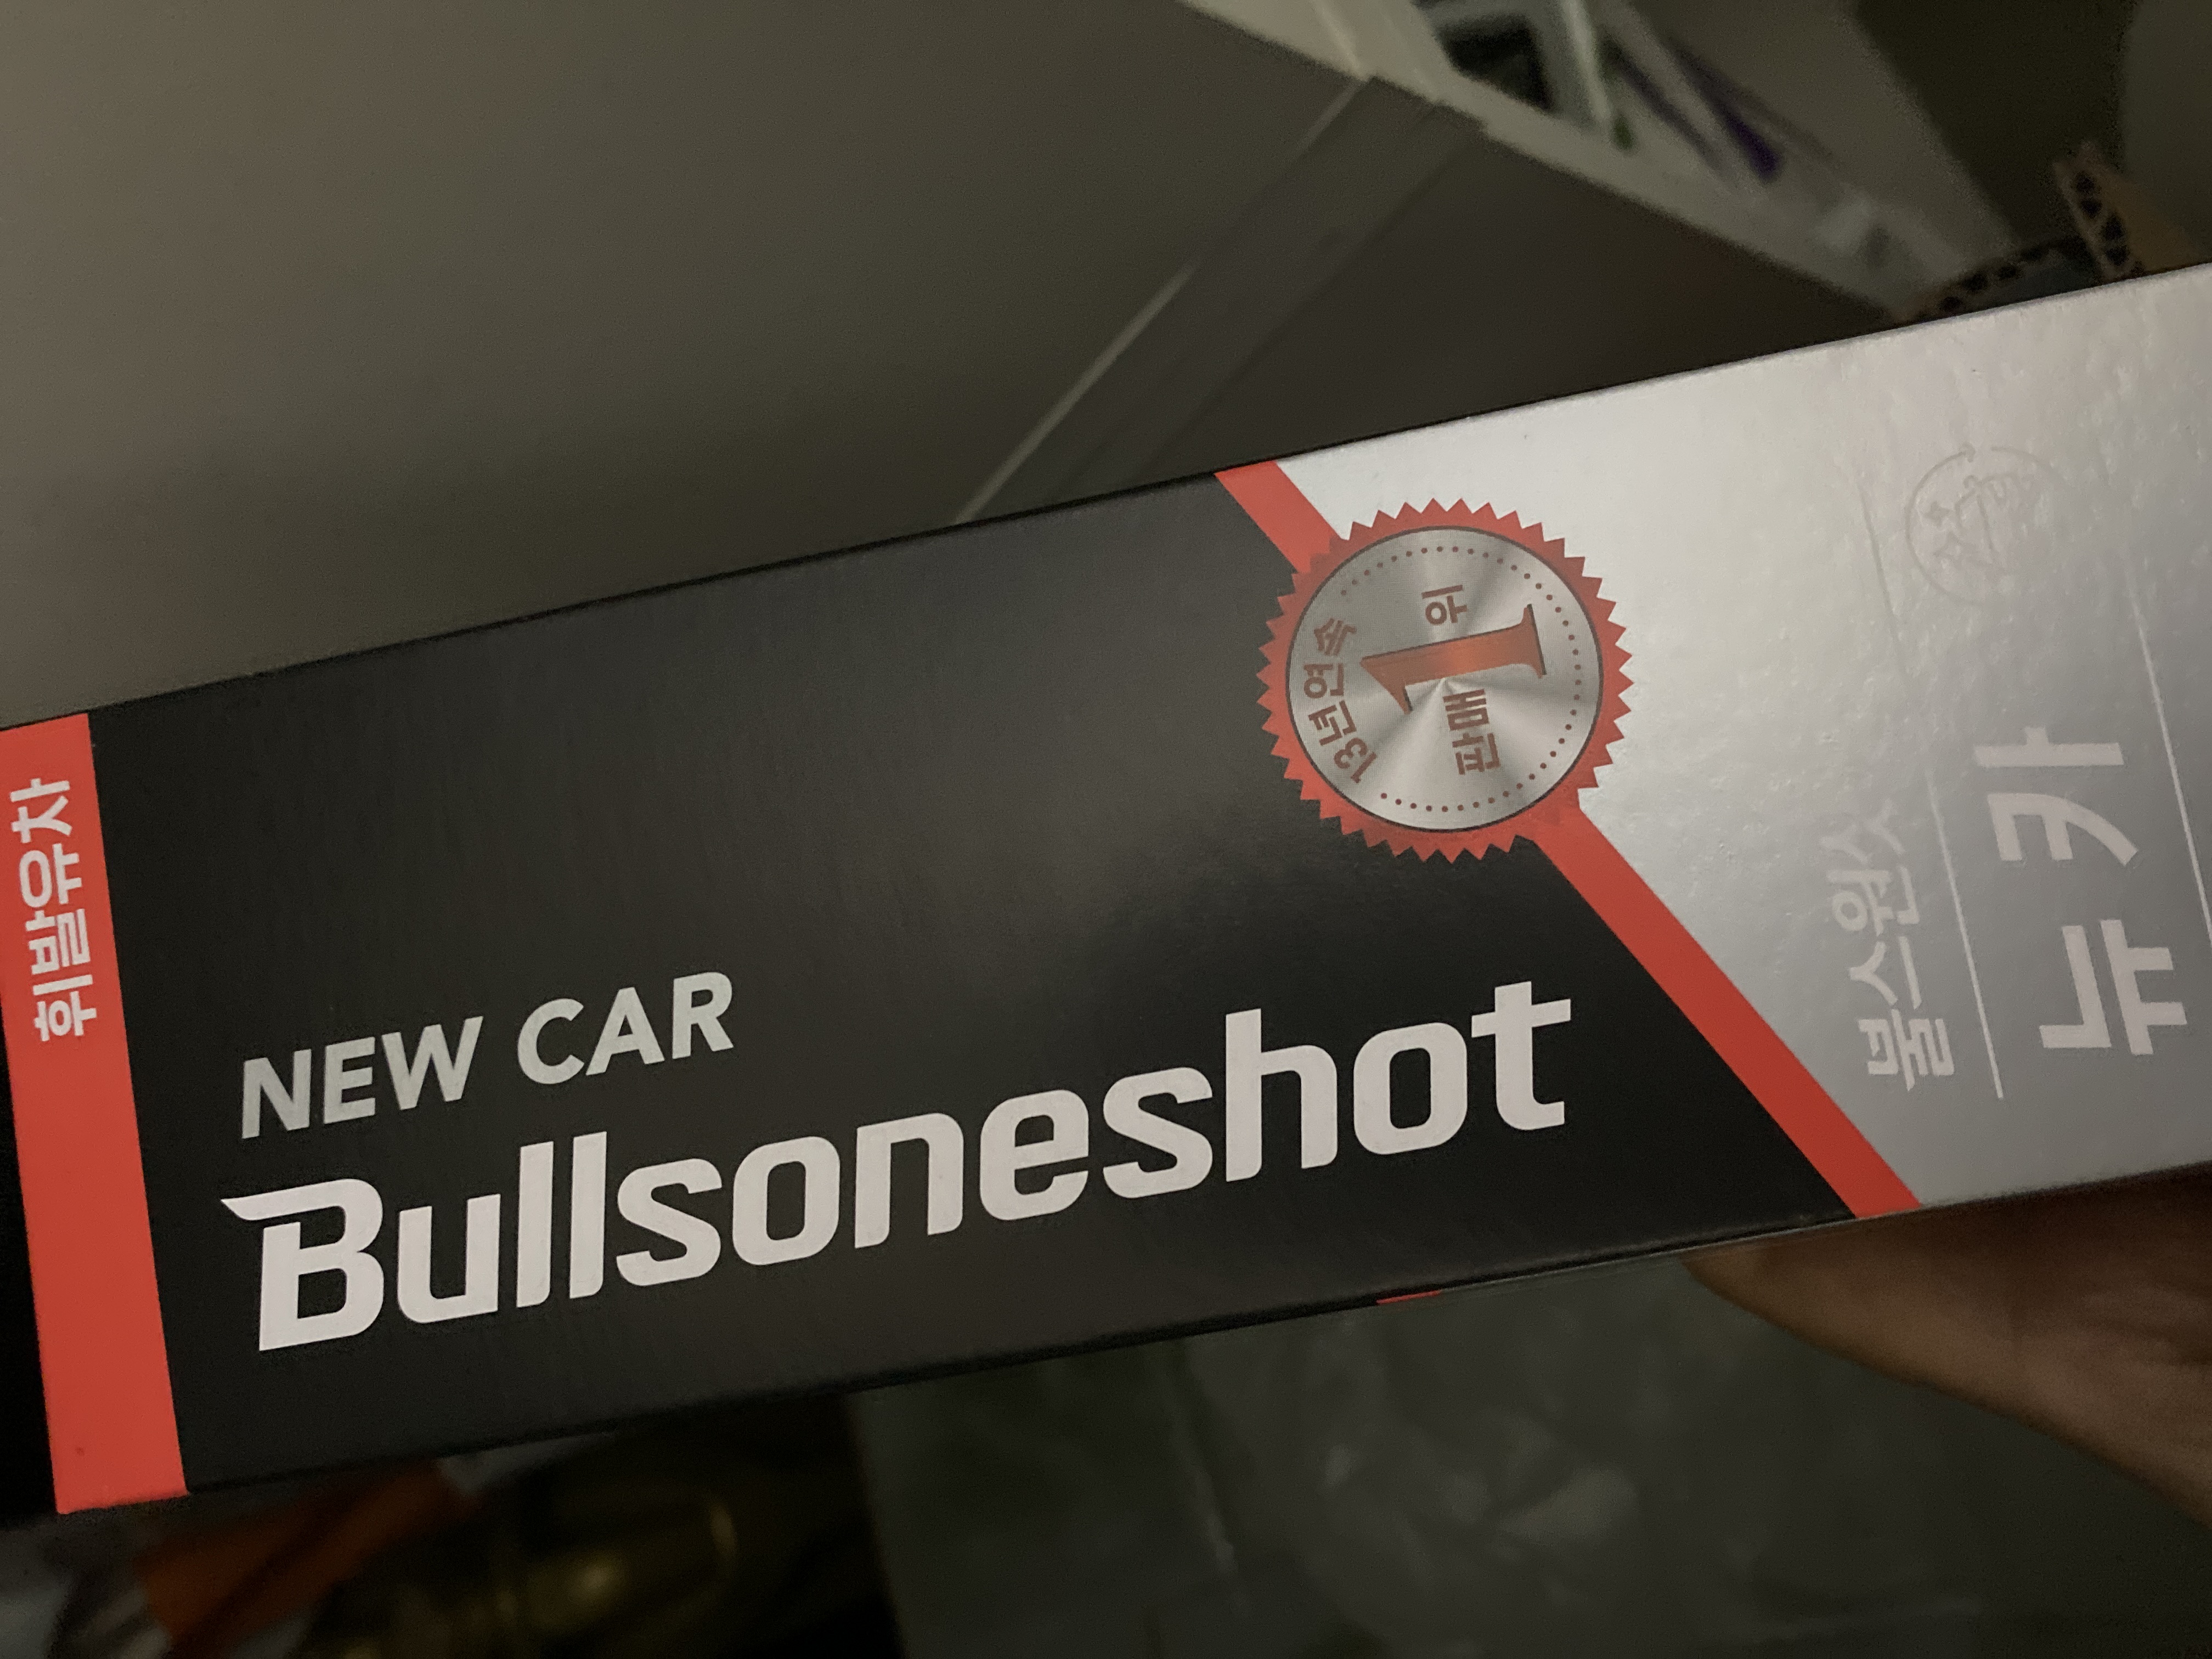 휘발유차
NEW CAR
Bullsoneshot
13년연속
판매 1 위
불스원샷
뉴카